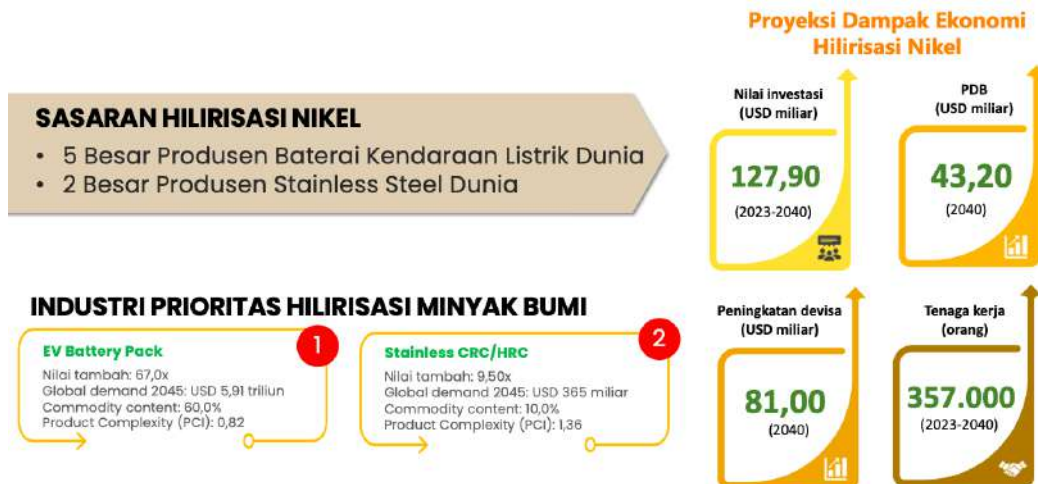 SASARAN HILIRISASI NIKEL
• 5 Besar Produsen Baterai Kendaraan Listrik Dunia
• 2 Besar Produsen Stainless Steel Dunia
INDUSTRI PRIORITAS HILIRISASI MINYAK BUMI
1
EV Battery Pack
Nilai tambah: 67,0x
Global demand 2045: USD 5,91 triliun
Commodity content: 60,0%
Product Complexity (PCI): 0,82
2
Stainless CRC/HRC
Nilai tambah: 9,50x
Global demand 2045: USD 365 miliar
Commodity content: 10,0%
Product Complexity (PCI): 1,36
Proyeksi Dampak Ekonomi
Hilirisasi Nikel
Nilai investasi
(USD miliar)
127,90
(2023-2040)
PDB
(USD miliar)
43,20
(2040)
Peningkatan devisa
(USD miliar)
81,00
(2040)
Tenaga kerja
(orang)
357.000
(2023-2040)